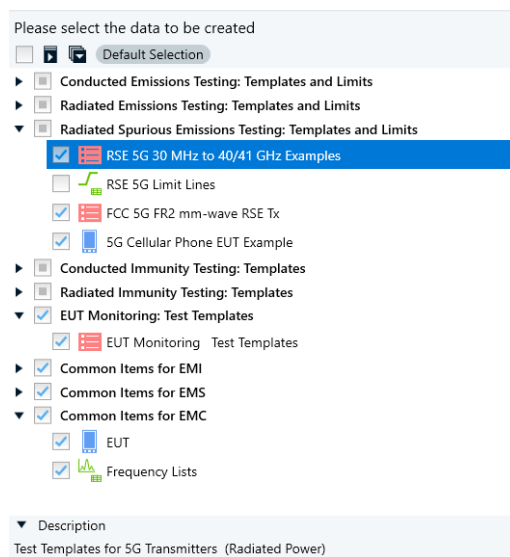 Please select the data to be created
Default Selection
Conducted Emissions Testing: Templates and Limits
Radiated Emissions Testing: Templates and Limits
Radiated Spurious Emissions Testing: Templates and Limits
RSE 5G 30 MHz to 40/41 GHz Examples
RSE 5G Limit Lines
FCC 5G FR2 mm-wave RSE Tx
5G Cellular Phone EUT Example
Conducted Immunity Testing: Templates
Radiated Immunity Testing: Templates
EUT Monitoring: Test Templates
EUT Monitoring   Test Templates
Common Items for EMI
Common Items for EMS
Common Items for EMC
EUT
Frequency Lists
Description
Test Templates for 5G Transmitters  (Radiated Power)